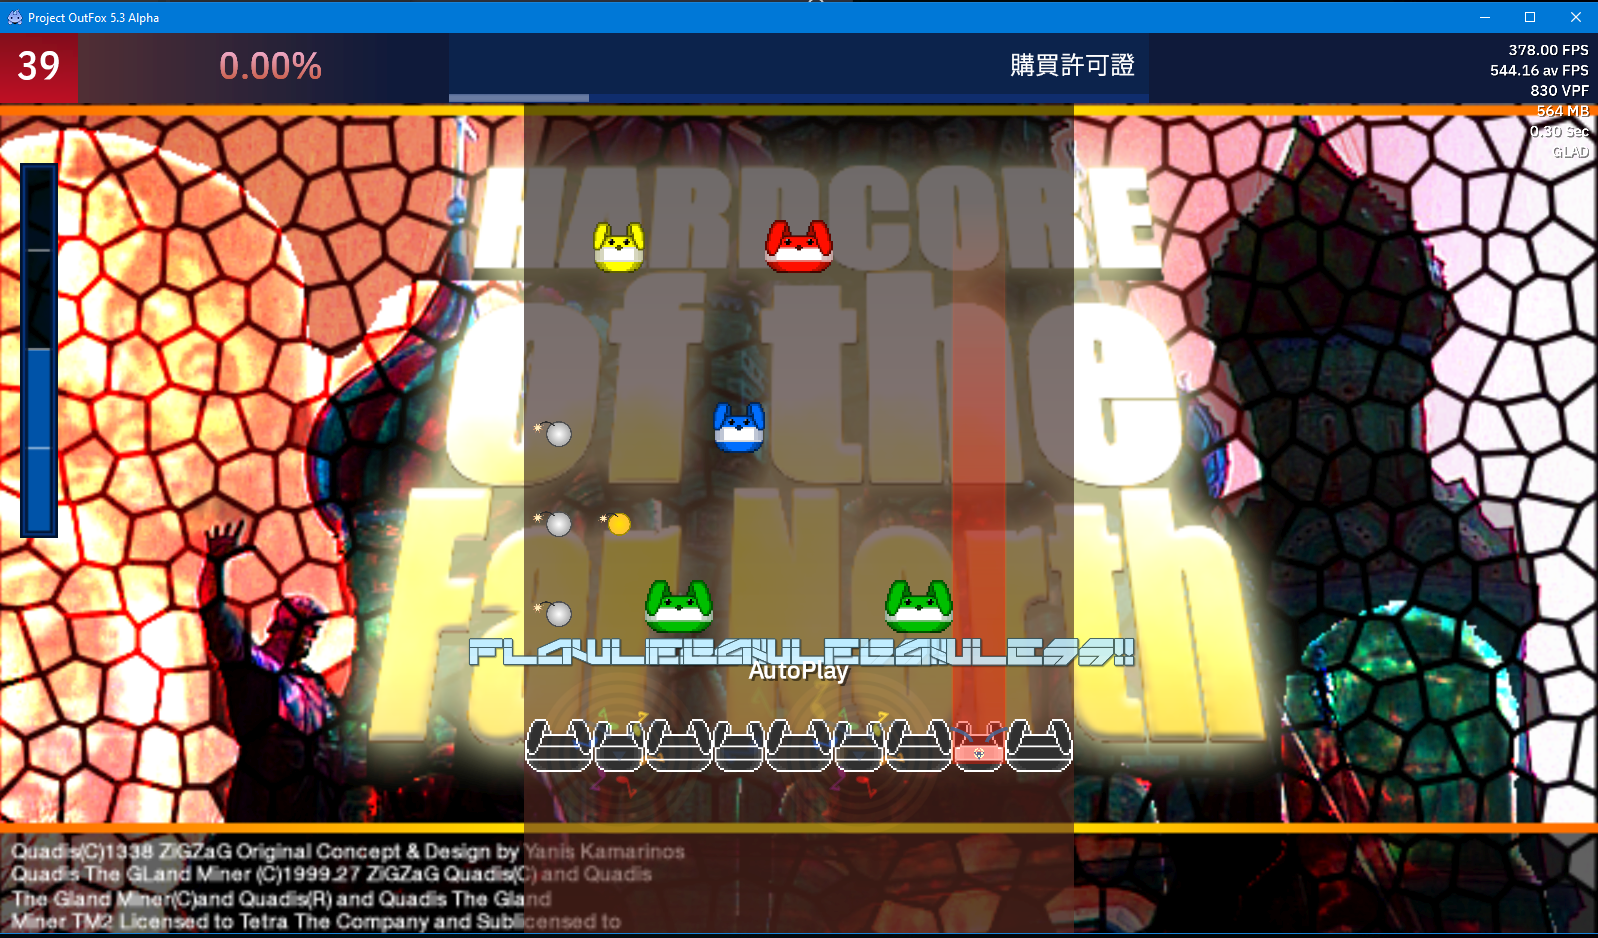 Project OutFox 5.3 Alpha
39
0.00%
購買許可證
378.00 FPS
544.16 av FPS
830 VPF
564 MB
0.30 Sec
GLAD
HARDCORE
of the
Far North
AutoPlay
Quadis(C)1338 ZiGZaG Original Concept & Design by Yanis Kamarinos
Quadis The GLand Miner (C)1999.27 ZiGZaG Quadis(C) and Quadis
The Gland Miner(C)and Quadis(R) and Quadis The Gland
Miner TM2 Licensed to Tetra The Company and Sublicensed to